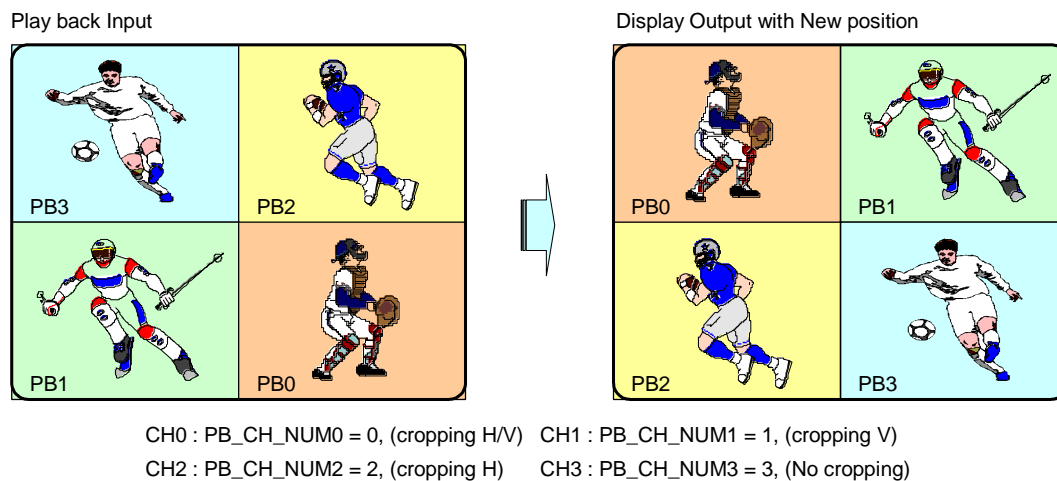 Play back Input
Display Output with New position
PB3
PB2
PB1
PB0
PB0
PB1
PB2
PB3
CH0 : PB_CH_NUM0 = 0, (cropping H/V) CH1 : PB_CH_NUM1 = 1, (cropping V)
CH2 : PB_CH_NUM2 = 2, (cropping H) CH3 : PB_CH_NUM3 = 3, (No cropping)